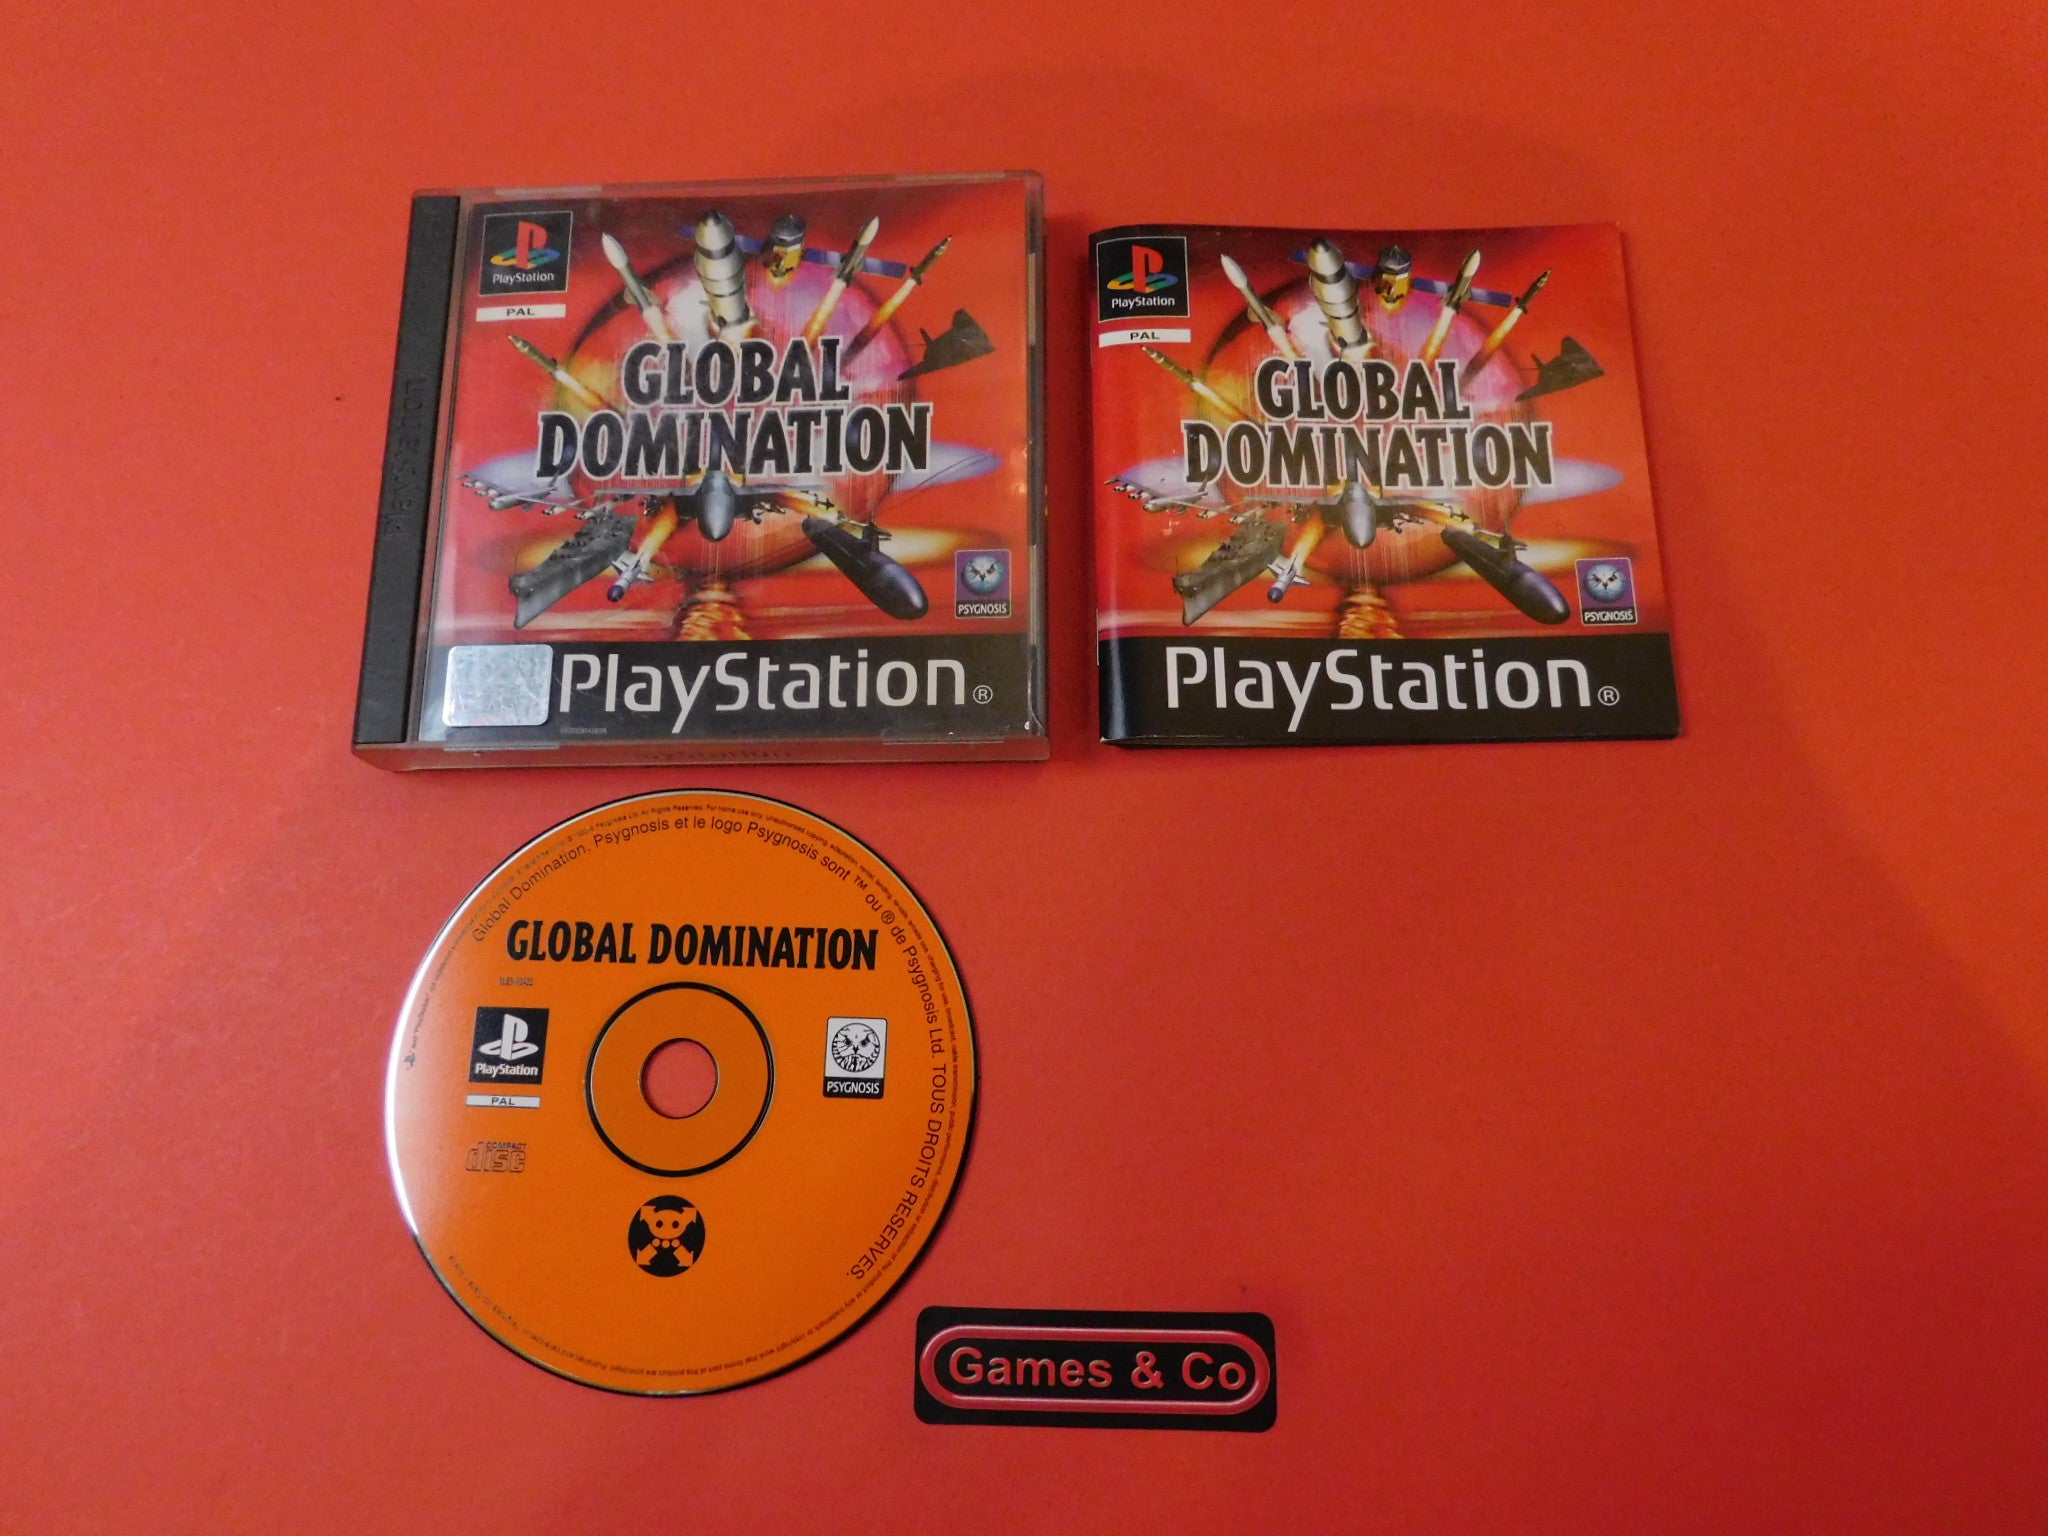 PlayStation
PAL
GLOBAL
DOMINATION
PSYGNOSIS
PlayStation®
PlayStation
PAL
GLOBAL
DOMINATION
PSYGNOSIS
PlayStation®
Global Domination, Psygnosis et le logo Psygnosis sont ™ ou ® de Psygnosis Ltd. TOUS DROITS RESERVES.
GLOBAL DOMINATION
PlayStation
PAL
PSYGNOSIS
COMPACT
disc
Games & Co